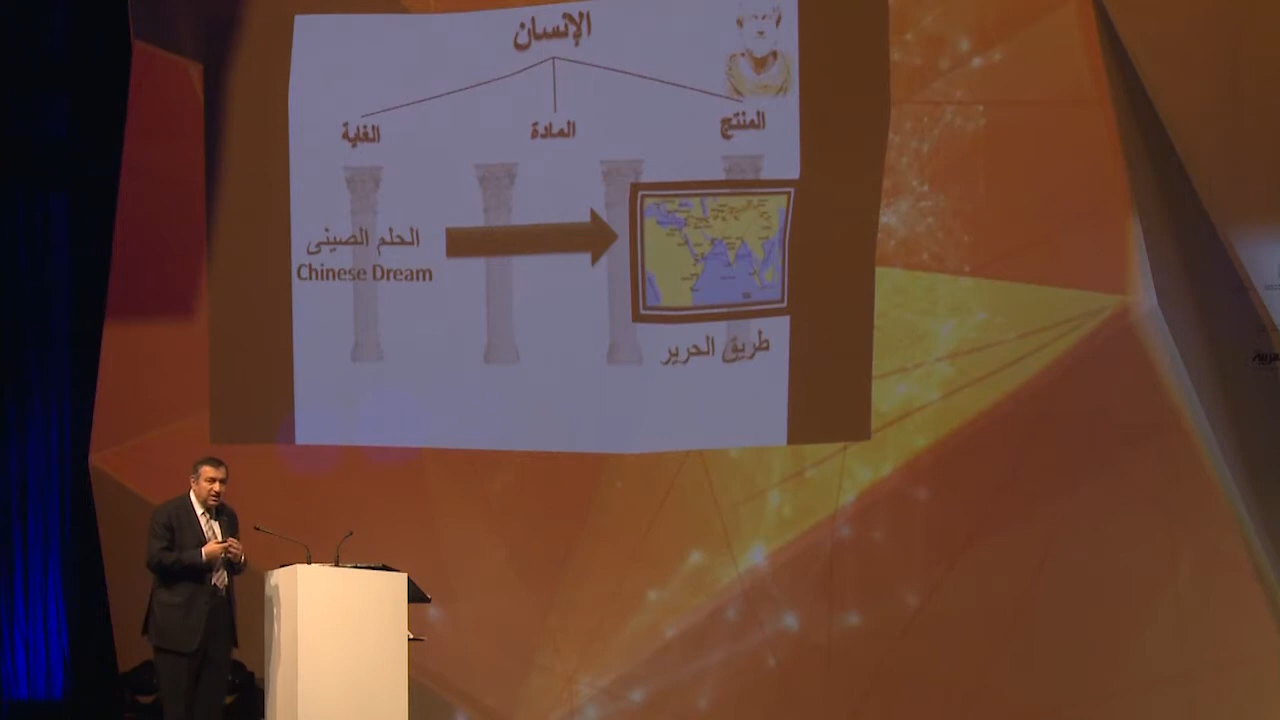 الإنسان
المنتج
المادة
الغاية
الحلم الصينى
Chinese Dream
طريق الحرير